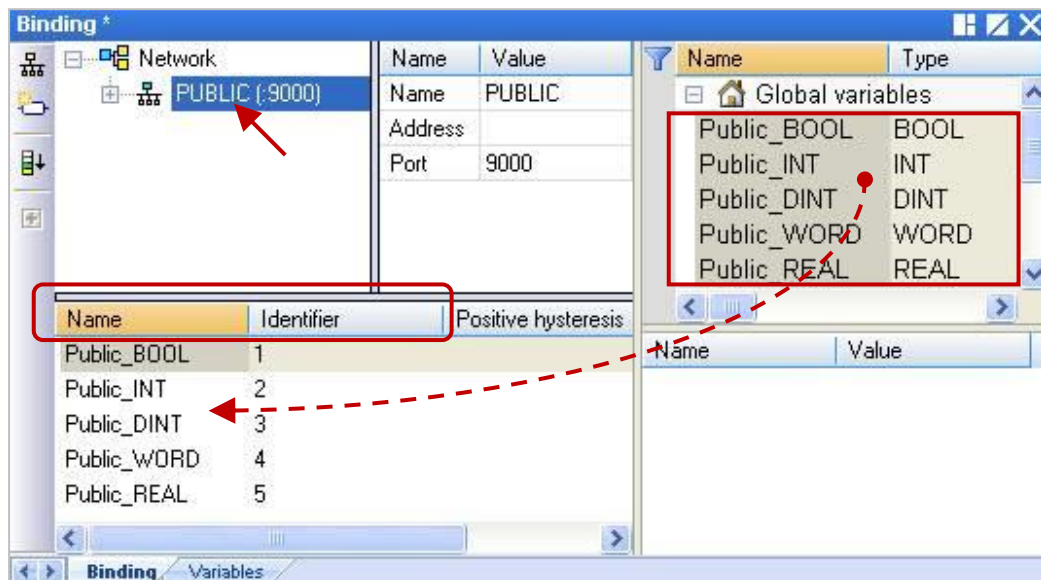 Binding *
Network
PUBLIC (:9000)
Name Value
Name PUBLIC
Address
Port 9000
Name Type
Global variables
Public_BOOL BOOL
Public_INT INT
Public_DINT DINT
Public_WORD WORD
Public_REAL REAL
Name Identifier Positive hysteresis
Public_BOOL 1
Public_INT 2
Public_DINT 3
Public_WORD 4
Public_REAL 5
Name Value
Binding Variables